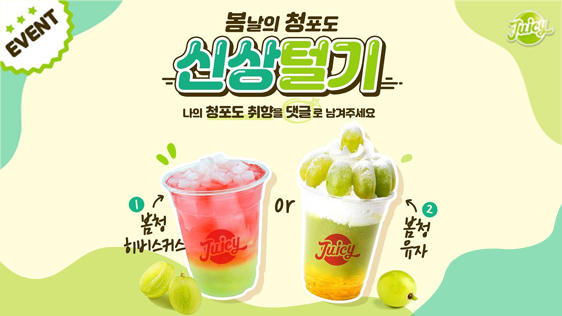 EVENT
Juicy
봄날의 청포도
신상털기
나의 청포도 취향을 댓글로 남겨주세요
1
봄청
히비스커스
Juicy
or
Juicy
2
봄청
유자